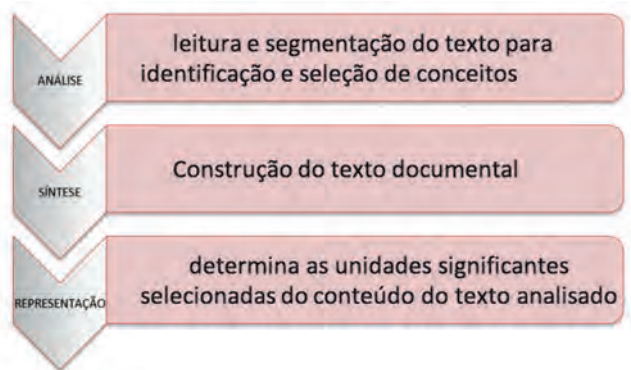 ANÁLISE
leitura e segmentação do texto para
identificação e seleção de conceitos
SÍNTESE
Construção do texto documental
REPRESENTAÇÃO
determina as unidades significantes
selecionadas do conteúdo do texto analisado